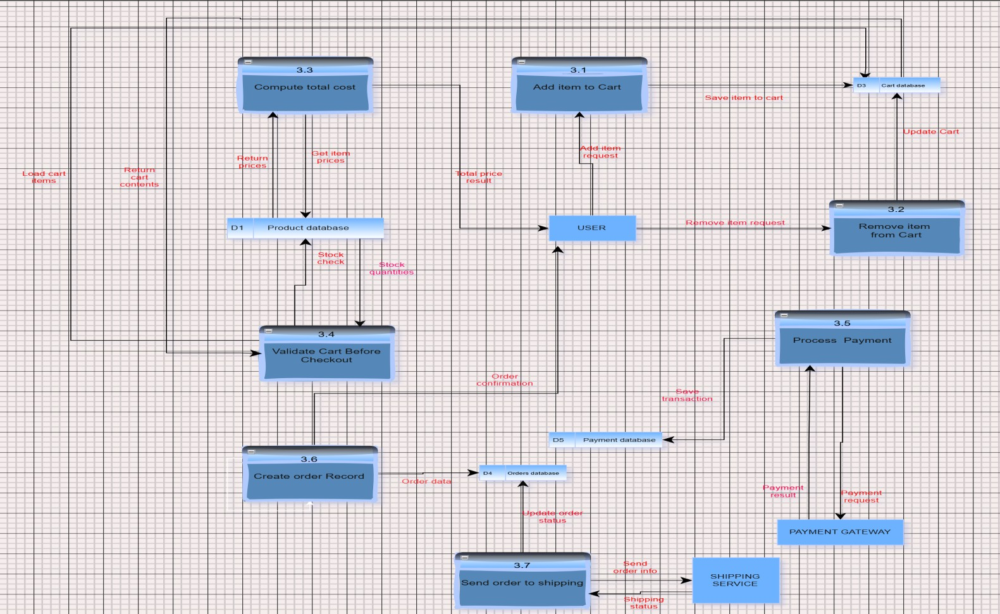 3.3
Compute total cost
3.1
Add item to Cart
D3
Cart database
Save item to cart
Update Cart
Return
prices
Get item
prices
Add item
request
Load cart
items
Return
cart
contents
Total price
result
D1
Product database
USER
Remove item request
3.2
Remove item
from Cart
Stock
check
Stock
quantities
3.4
Validate Cart Before
Checkout
3.5
Process  Payment
Order
confirmation
Save
transaction
D5
Payment database
3.6
Create order Record
Order data
D4
Orders database
Payment
result
Payment
request
Update order
status
PAYMENT GATEWAY
3.7
Send order to shipping
Send
order info
SHIPPING
SERVICE
Shipping
status